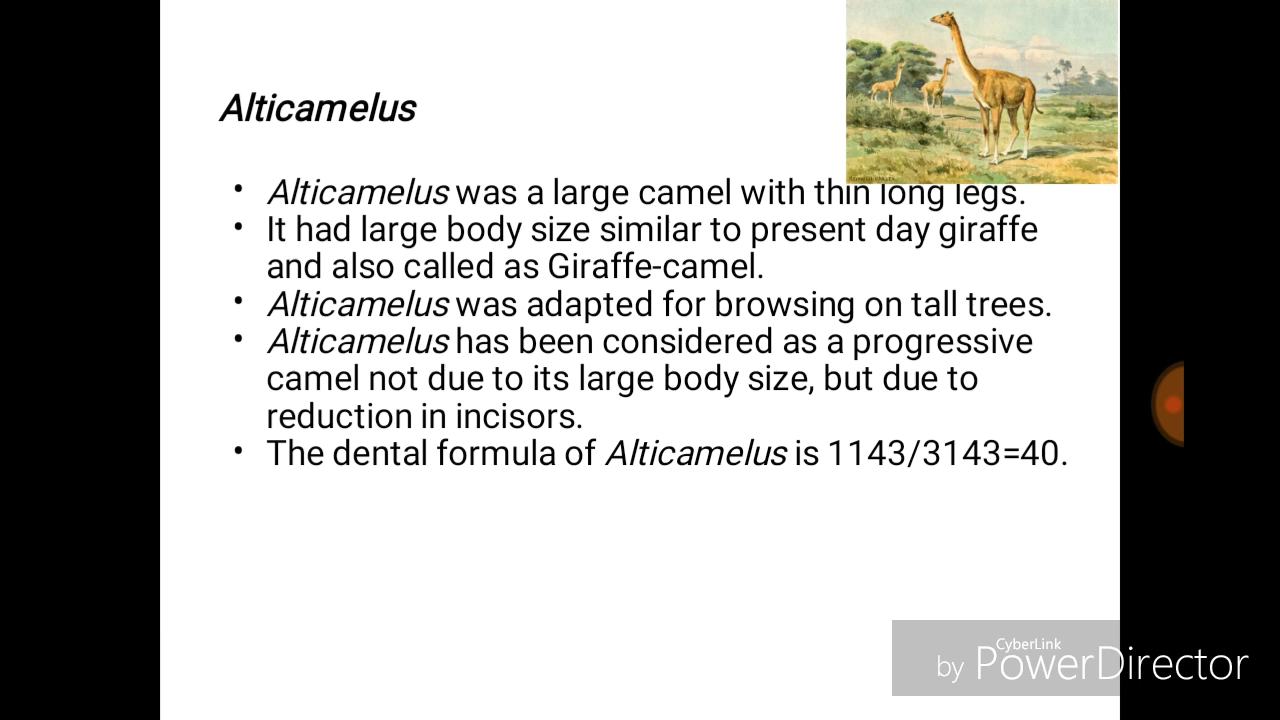 Alticamelus
• Alticamelus was a large camel with thin long legs.
• It had large body size similar to present day giraffe
and also called as Giraffe-camel.
• Alticamelus was adapted for browsing on tall trees.
• Alticamelus has been considered as a progressive
camel not due to its large body size, but due to
reduction in incisors.
• The dental formula of Alticamelus is 1143/3143=40.
CyberLink
by PowerDirector